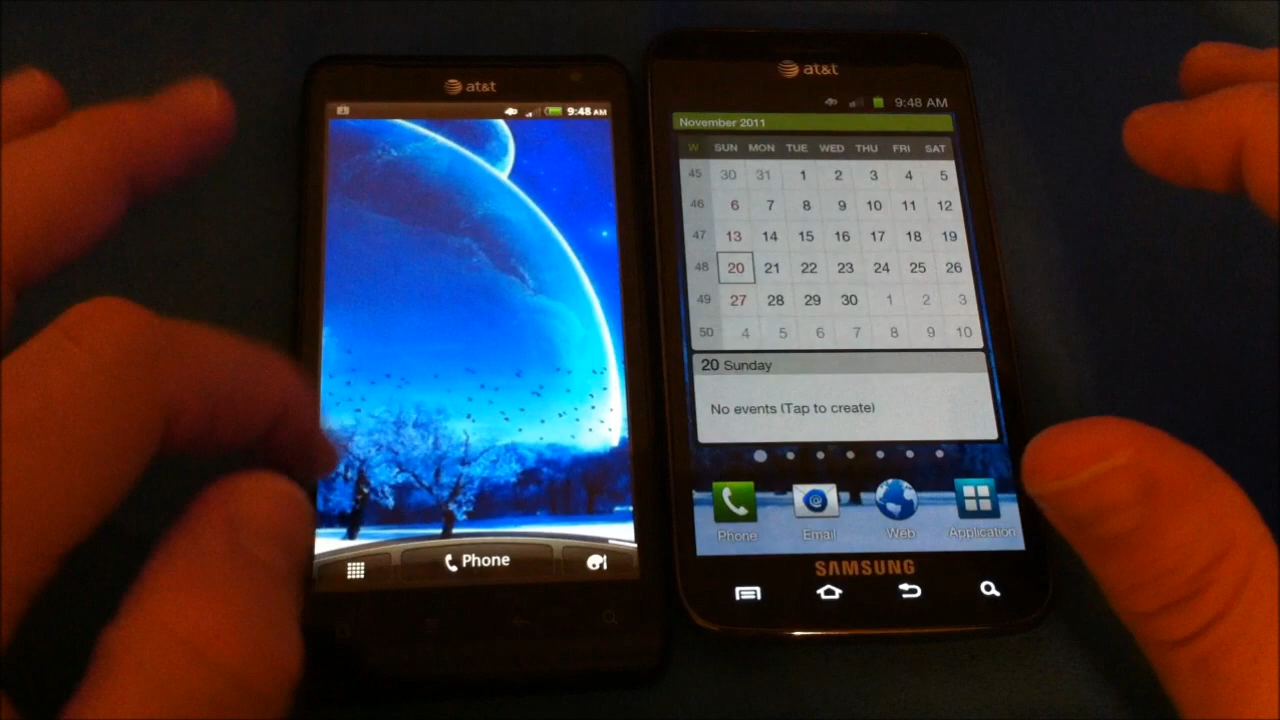 at&t
9:48 AM
Phone
at&t
9:48 AM
November 2011
W SUN MON TUE WED THU FRI SAT
45 30 31 1 2 3 4 5
46 6 7 8 9 10 11 12
47 13 14 15 16 17 18 19
48 20 21 22 23 24 25 26
49 27 28 29 30 1 2 3
50 4 5 6 7 8 9 10
20 Sunday
No events (Tap to create)
@
Phone Email Web Application
SAMSUNG